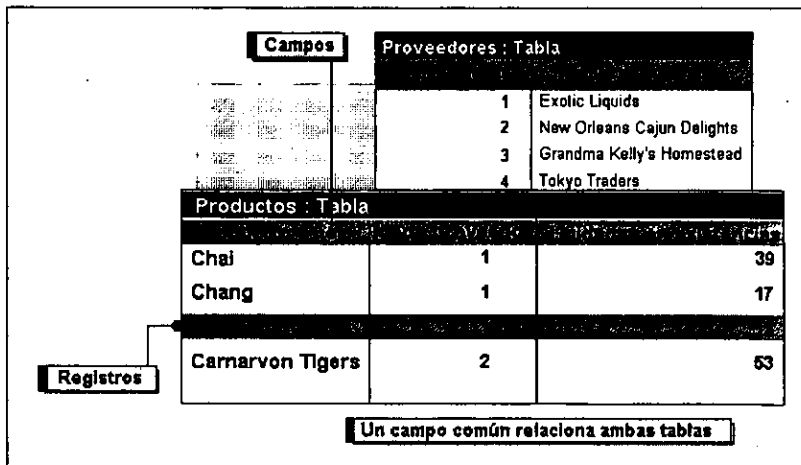 Campos
Proveedores : Tabla
1 Exotic Liquids
2 New Orleans Cajun Delights
3 Grandma Kelly's Homestead
4 Tokyo Traders
Productos : Tabla
Chai 1 39
Chang 1 17
Registros
Carnarvon Tigers 2 53
Un campo común relaciona ambas tablas